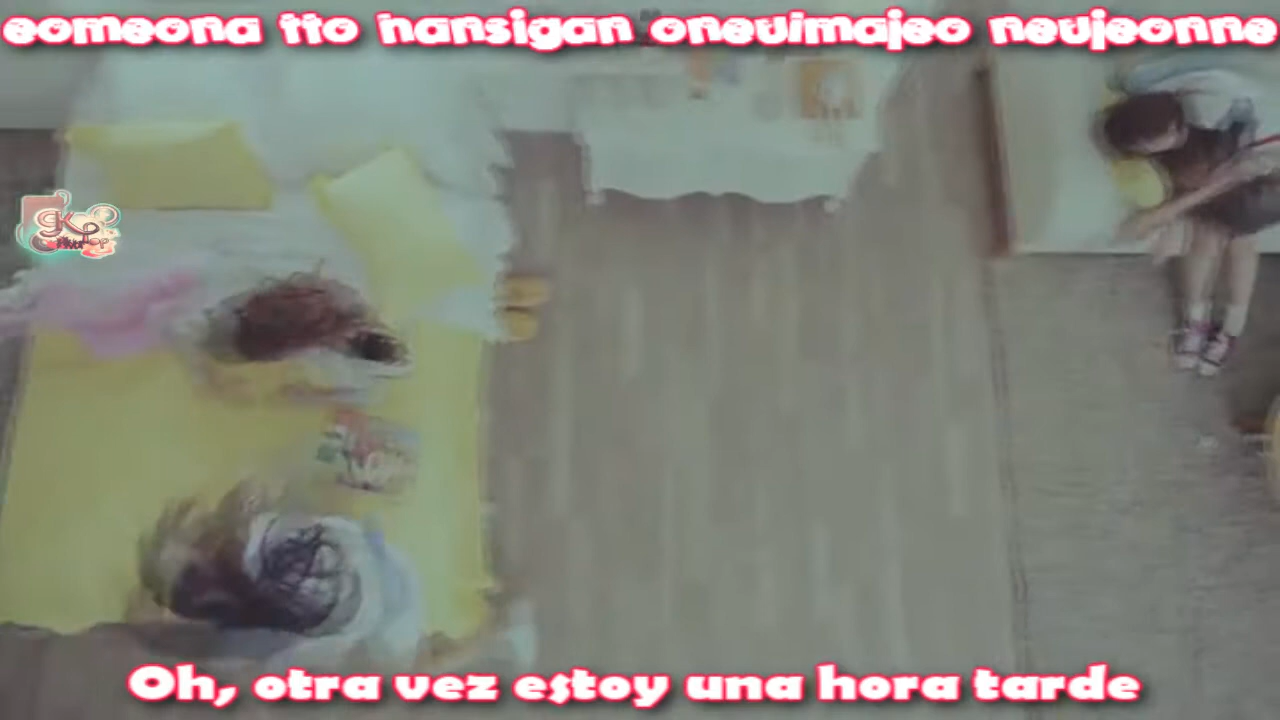 eomeona tto hansigan oneulmajeo neujeonne
Oh, otra vez estoy una hora tarde